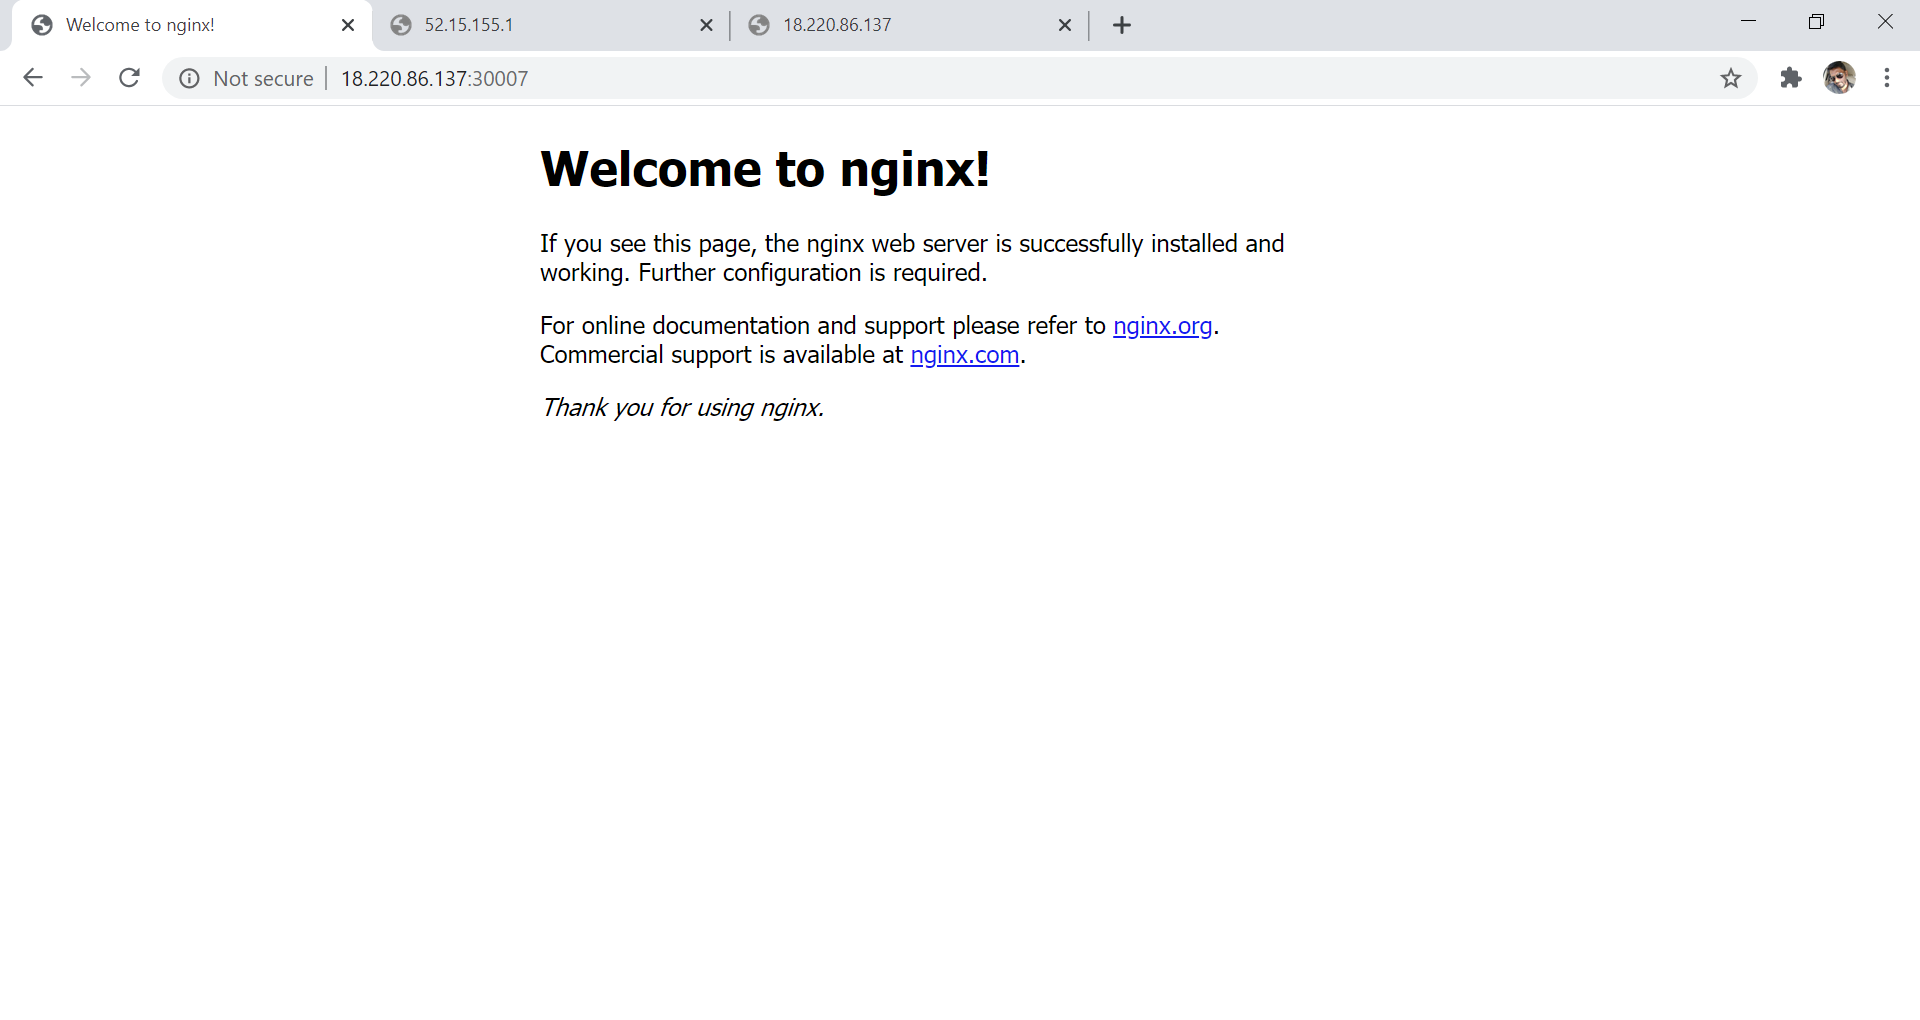 Welcome to nginx!
52.15.155.1
18.220.86.137
Not secure
18.220.86.137:30007
Welcome to nginx!
If you see this page, the nginx web server is successfully installed and
working. Further configuration is required.
For online documentation and support please refer to nginx.org.
Commercial support is available at nginx.com.
Thank you for using nginx.